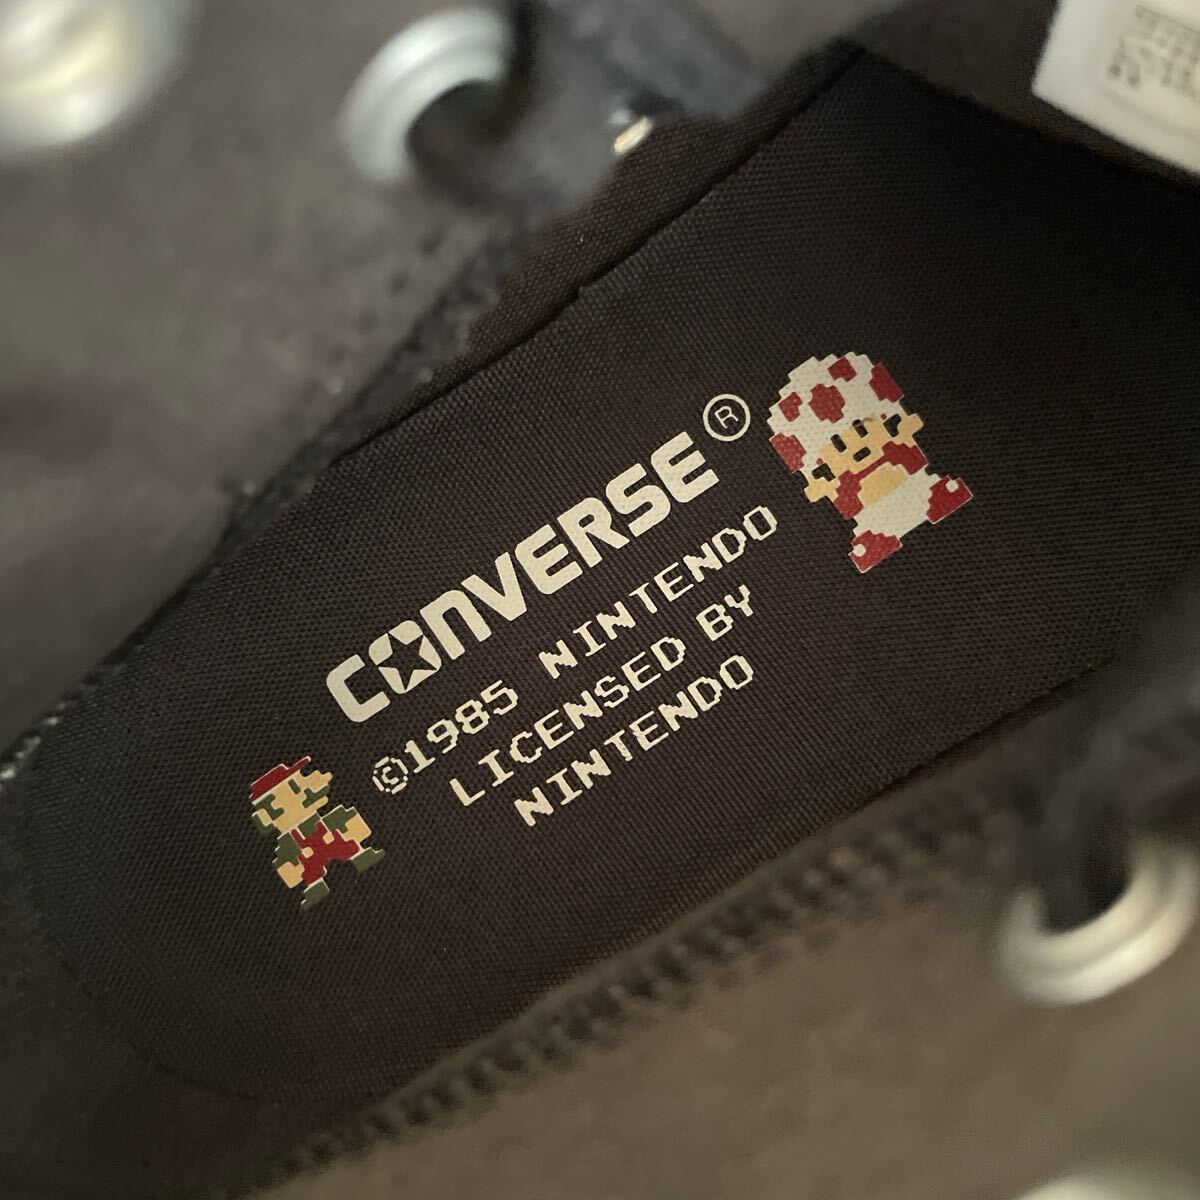 CONVERSE®
©1985 NINTENDO
LICENSED BY
NINTENDO